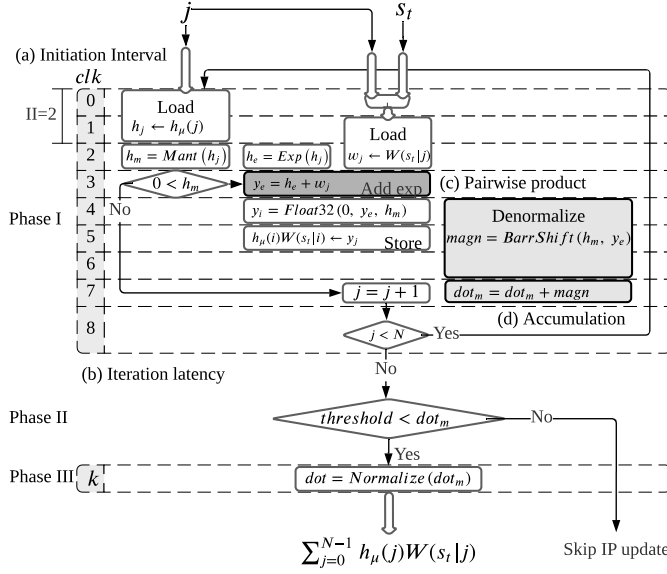 j
s_t
(a) Initiation Interval
clk
0
II=2
Load
h_j ← h_μ(j)
1
Load
w_j ← W(s_t|j)
2
h_m = Mant(h_j)
h_e = Exp(h_j)
3
0 < h_m
y_e = h_e + w_j
Add exp
(c) Pairwise product
No
Phase I
4
y_i = Float32(0, y_e, h_m)
Denormalize
magn = BarrShift(h_m, y_e)
5
h_μ(i)W(s_t|i) ← y_j
Store
6
7
j = j + 1
dot_m = dot_m + magn
(d) Accumulation
8
j < N
Yes
(b) Iteration latency
No
Phase II
threshold < dot_m
No
Yes
Phase III
k
dot = Normalize(dot_m)
∑_{j=0}^{N−1} h_μ(j)W(s_t|j)
Skip IP update